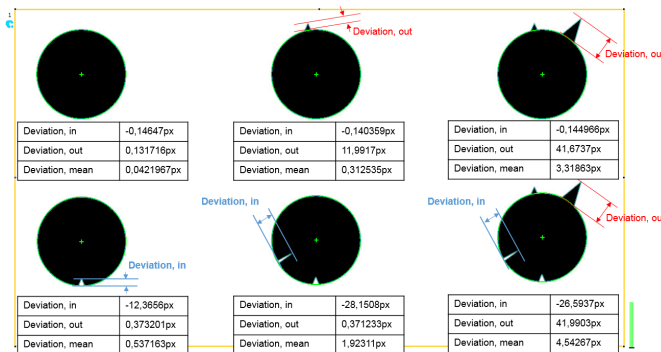 1
Deviation, out
Deviation, ou
Deviation, in -0,14647px
Deviation, out 0,131716px
Deviation, mean 0,0421967px
Deviation, in -0,140359px
Deviation, out 11,9917px
Deviation, mean 0,312535px
Deviation, in -0,144966px
Deviation, out 41,6737px
Deviation, mean 3,31863px
Deviation, in
Deviation, in
Deviation, in
Deviation, ou
Deviation, in -12,3656px
Deviation, out 0,373201px
Deviation, mean 0,537163px
Deviation, in -28,1508px
Deviation, out 0,371233px
Deviation, mean 1,92311px
Deviation, in -26,5937px
Deviation, out 41,9903px
Deviation, mean 4,54267px